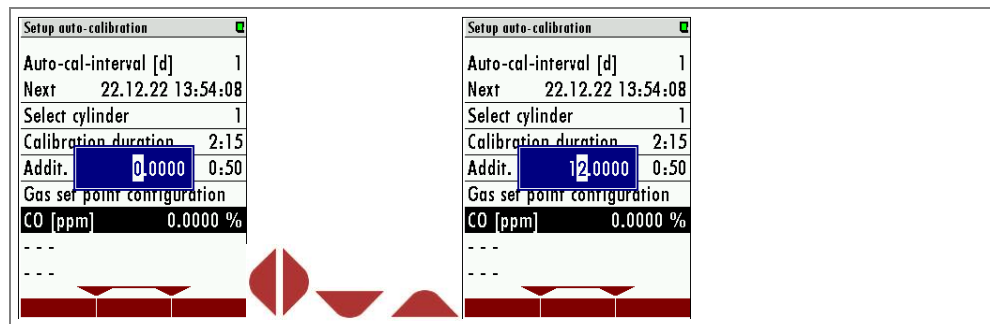 Setup auto-calibration
Auto-cal-interval [d] 1
Next 22.12.22 13:54:08
Select cylinder 1
Calibration duration 2:15
Addit. 0.0000 0:50
Gas set point configuration
CO [ppm] 0.0000 %
- - -
- - -
Setup auto-calibration
Auto-cal-interval [d] 1
Next 22.12.22 13:54:08
Select cylinder 1
Calibration duration 2:15
Addit. 12.0000 0:50
Gas set point configuration
CO [ppm] 0.0000 %
- - -
- - -